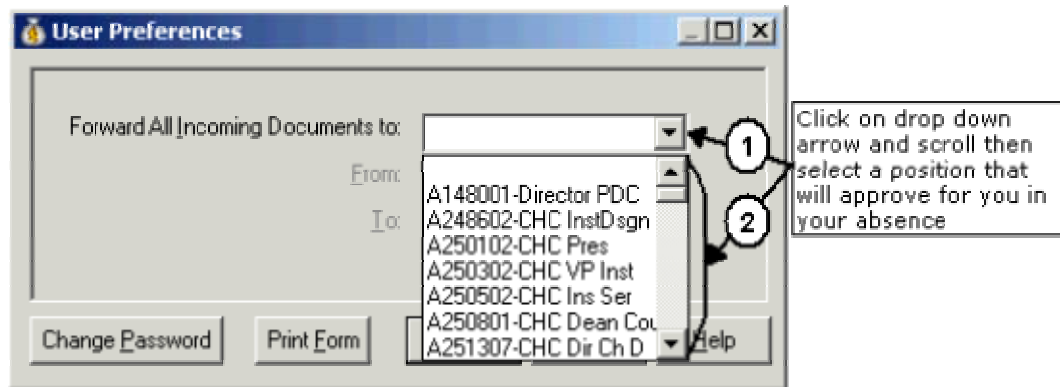 User Preferences
Forward All Incoming Documents to:
From:
To:
A148001-Director PDC
A248602-CHC InstDsgn
A250102-CHC Pres
A250302-CHC VP Inst
A250502-CHC Ins Ser
A250801-CHC Dean Cou
A251307-CHC Dir Ch D
Change Password
Print Form
Help
1
2
Click on drop down
arrow and scroll then
select a position that
will approve for you in
your absence